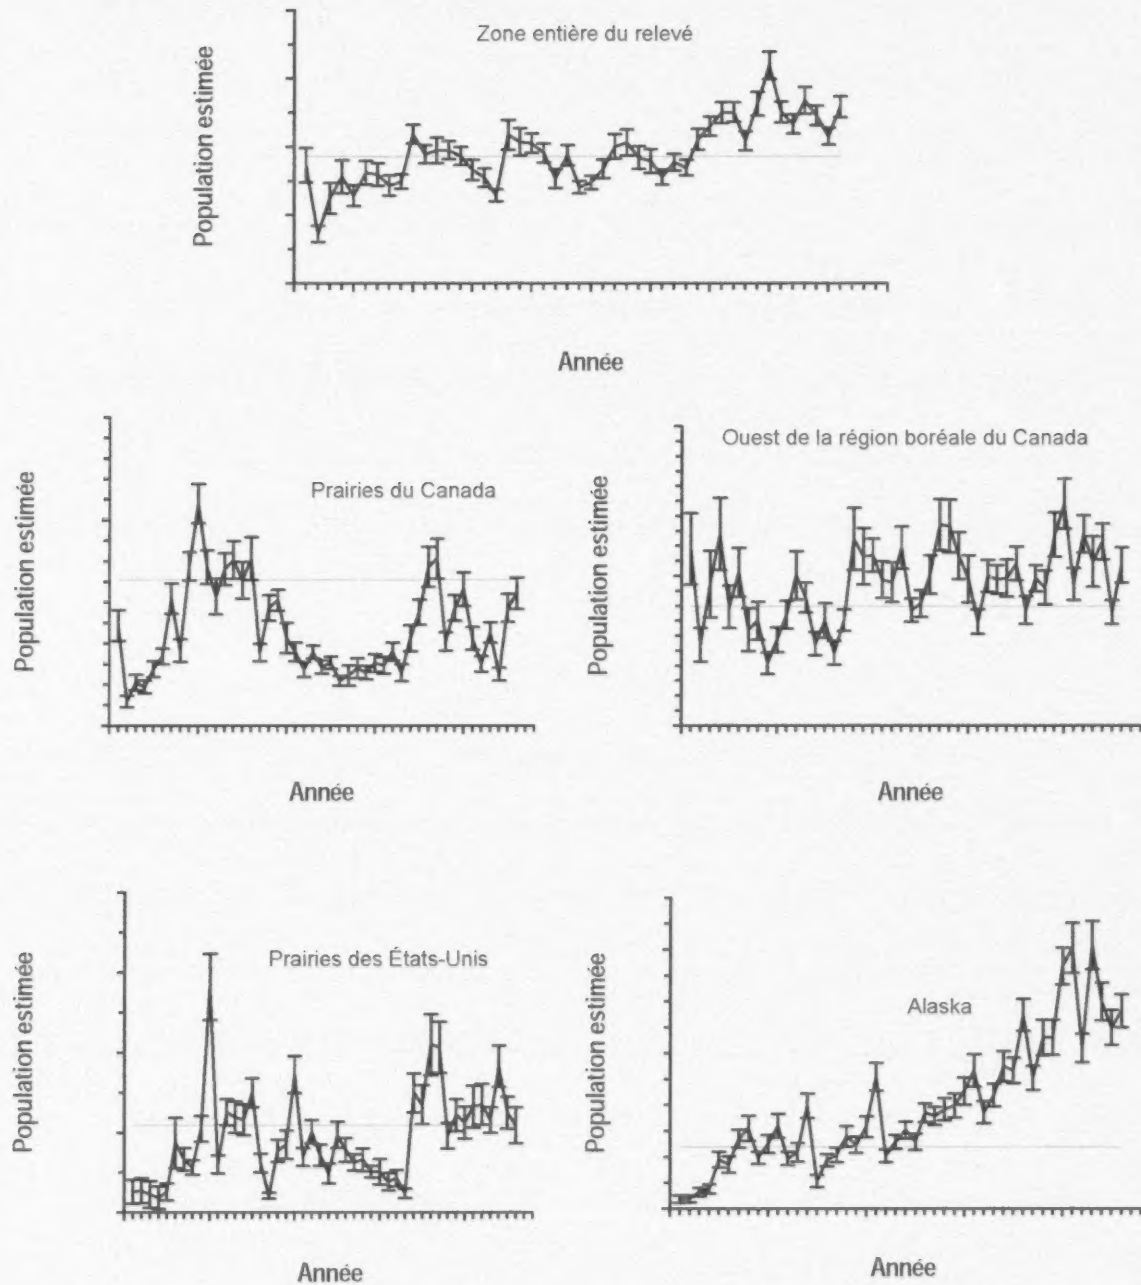 Zone entière du relevé
Population estimée
Année
Prairies du Canada
Population estimée
Année
Ouest de la région boréale du Canada
Population estimée
Année
Prairies des États-Unis
Population estimée
Année
Alaska
Population estimée
Année